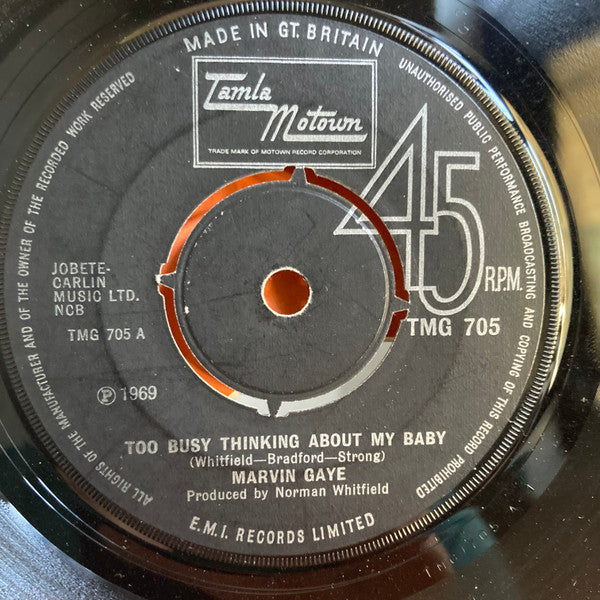 MADE IN GT. BRITAIN
UNAUTHORISED PUBLIC PERFORMANCE BROADCASTING AND COPYING OF THIS RECORD PROHIBITED
ALL RIGHTS OF THE MANUFACTURER AND OF THE OWNER OF THE RECORDED WORK RESERVED
Tamla
Motown
TRADE MARK OF MOTOWN RECORD CORPORATION
45
R.P.M.
JOBETE-
CARLIN
MUSIC LTD.
NCB
TMG 705 A
TMG 705
Ⓟ 1969
TOO BUSY THINKING ABOUT MY BABY
(Whitfield—Bradford—Strong)
MARVIN GAYE
Produced by Norman Whitfield
E.M.I. RECORDS LIMITED